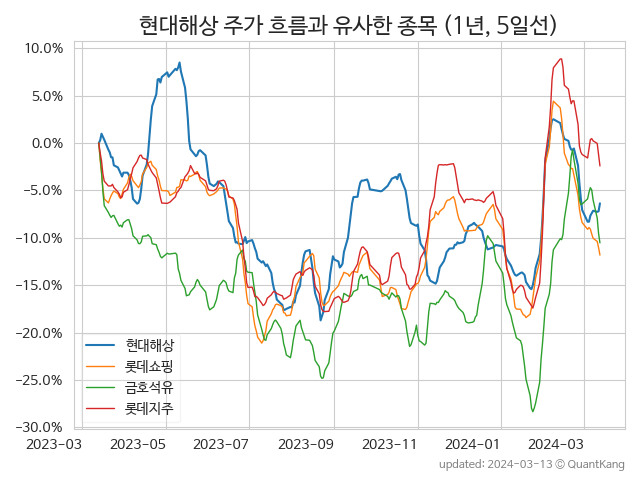 현대해상 주가 흐름과 유사한 종목 (1년, 5일선)
10.0%
5.0%
0.0%
-5.0%
-10.0%
-15.0%
-20.0%
-25.0%
-30.0%
현대해상
롯데쇼핑
금호석유
롯데지주
2023-03 2023-05 2023-07 2023-09 2023-11 2024-01 2024-03
updated: 2024-03-13 © QuantKang